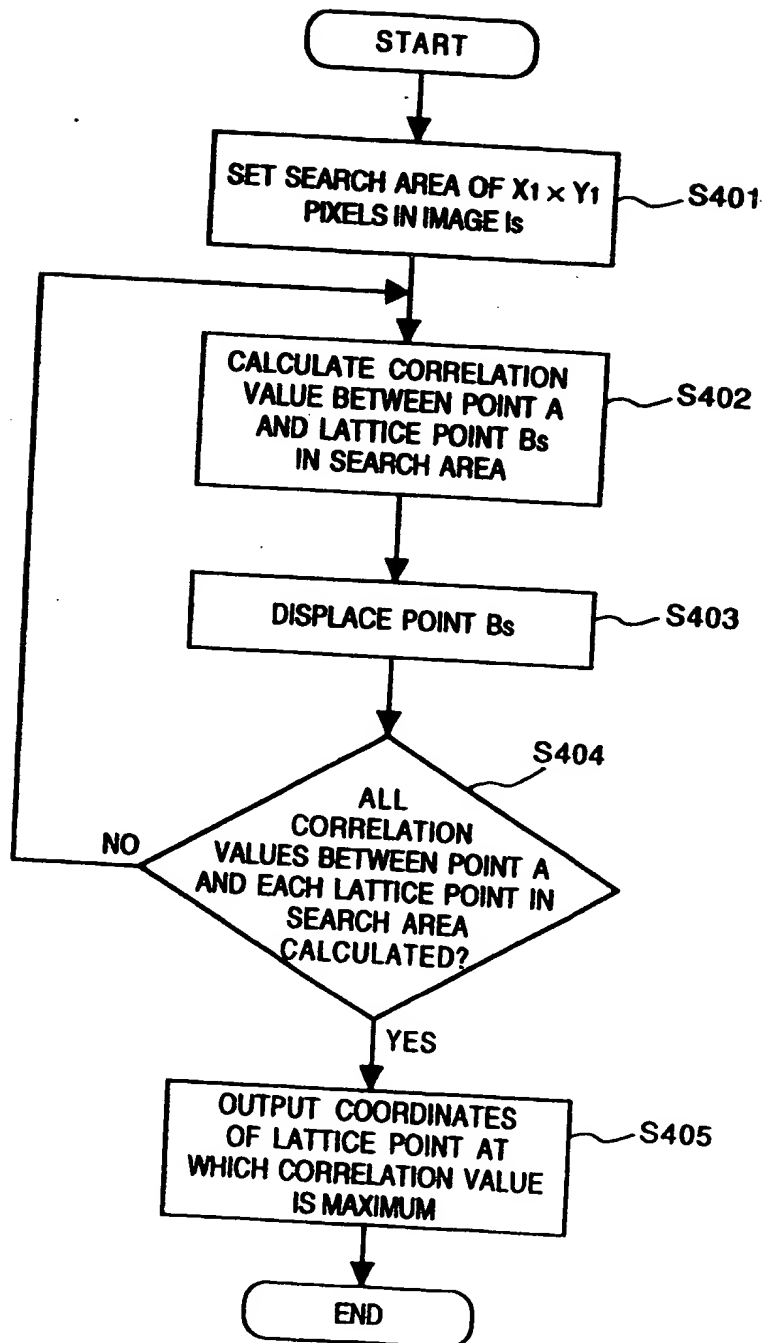 START
SET SEARCH AREA OF X1 × Y1
PIXELS IN IMAGE Is
S401
CALCULATE CORRELATION
VALUE BETWEEN POINT A
AND LATTICE POINT Bs
IN SEARCH AREA
S402
DISPLACE POINT Bs
S403
S404
ALL
CORRELATION
VALUES BETWEEN POINT A
AND EACH LATTICE POINT IN
SEARCH AREA
CALCULATED?
NO
YES
OUTPUT COORDINATES
OF LATTICE POINT AT
WHICH CORRELATION VALUE
IS MAXIMUM
S405
END